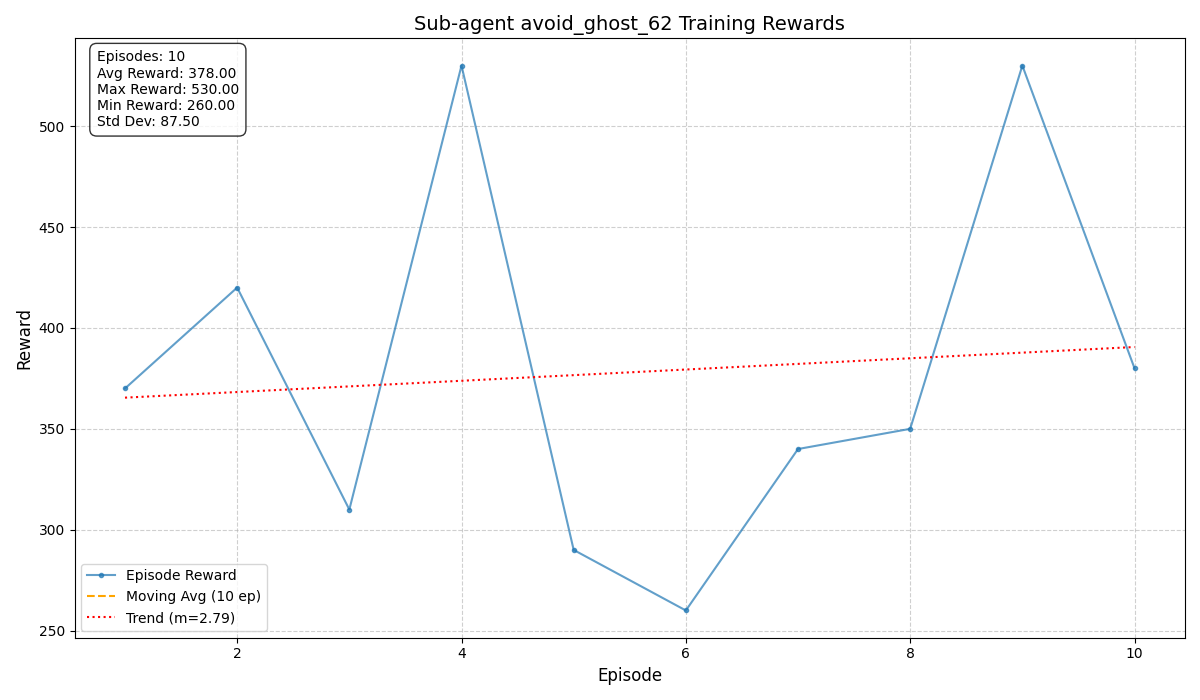 Sub-agent avoid_ghost_62 Training Rewards
Episodes: 10
Avg Reward: 378.00
Max Reward: 530.00
Min Reward: 260.00
Std Dev: 87.50
Reward
500
450
400
350
300
250
Episode Reward
Moving Avg (10 ep)
Trend (m=2.79)
2 4 6 8 10
Episode